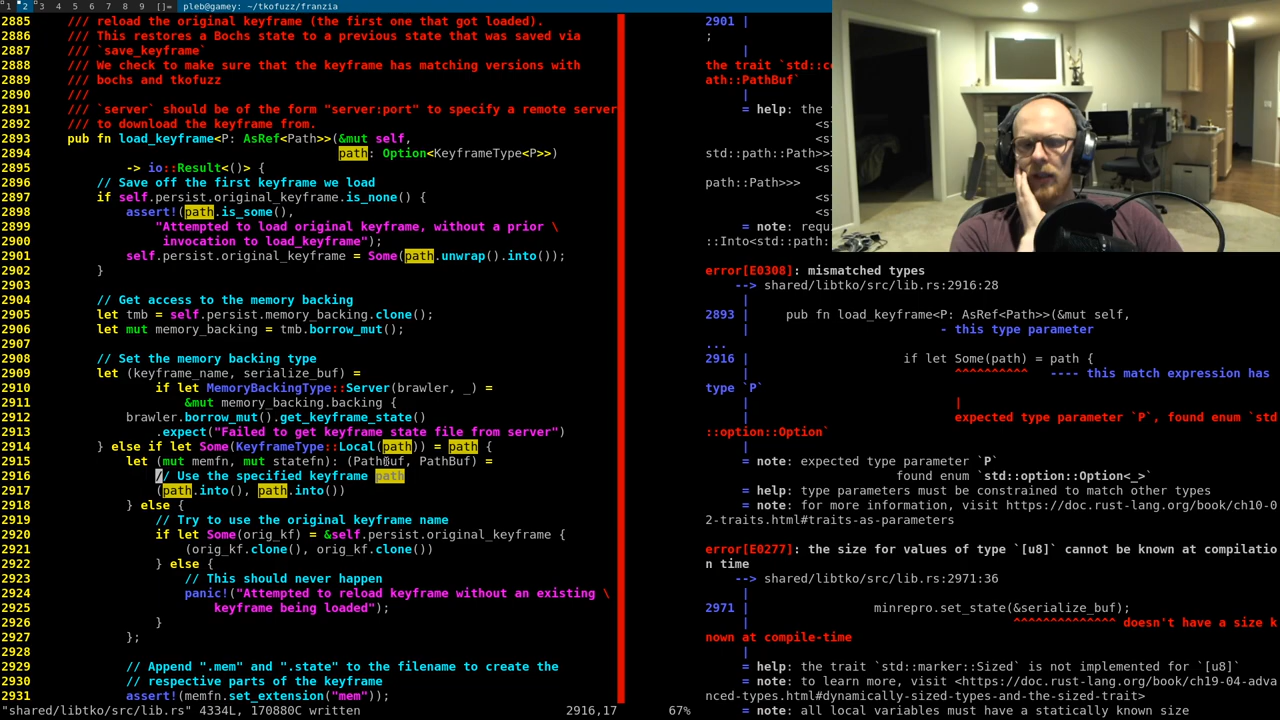 1 2 3 4 5 6 7 8 9 []= pleb@gamey: ~/tkofuzz/franzia
2885     /// reload the original keyframe (the first one that got loaded).
2886     /// This restores a Bochs state to a previous state that was saved via
2887     /// `save_keyframe`
2888     /// We check to make sure that the keyframe has matching versions with
2889     /// bochs and tkofuzz
2890     ///
2891     /// `server` should be of the form "server:port" to specify a remote server
2892     /// to download the keyframe from.
2893     pub fn load_keyframe<P: AsRef<Path>>(&mut self,
2894                                          path: Option<KeyframeType<P>>)
2895             -> io::Result<()> {
2896         // Save off the first keyframe we load
2897         if self.persist.original_keyframe.is_none() {
2898             assert!(path.is_some(),
2899                 "Attempted to load original keyframe, without a prior \
2900                  invocation to load_keyframe");
2901             self.persist.original_keyframe = Some(path.unwrap().into());
2902         }
2903
2904         // Get access to the memory backing
2905         let tmb = self.persist.memory_backing.clone();
2906         let mut memory_backing = tmb.borrow_mut();
2907
2908         // Set the memory backing type
2909         let (keyframe_name, serialize_buf) =
2910                 if let MemoryBackingType::Server(brawler, _) =
2911                     &mut memory_backing.backing {
2912             brawler.borrow_mut().get_keyframe_state()
2913                 .expect("Failed to get keyframe state file from server")
2914         } else if let Some(KeyframeType::Local(path)) = path {
2915             let (mut memfn, mut statefn): (PathBuf, PathBuf) =
2916                 // Use the specified keyframe path
2917                 (path.into(), path.into())
2918             } else {
2919                 // Try to use the original keyframe name
2920                 if let Some(orig_kf) = &self.persist.original_keyframe {
2921                     (orig_kf.clone(), orig_kf.clone())
2922                 } else {
2923                     // This should never happen
2924                     panic!("Attempted to reload keyframe without an existing \
2925                         keyframe being loaded");
2926                 }
2927             };
2928
2929             // Append ".mem" and ".state" to the filename to create the
2930             // respective parts of the keyframe
2931             assert!(memfn.set_extension("mem"));
"shared/libtko/src/lib.rs" 4334L, 170880C written 2916,17 67%
2901 |
;
|
the trait `std::c
ath::PathBuf`
|
= help: the
<st
std::path::Path>>>
<s
path::Path>>>
<st
<s
= note: requ
::Into<std::path:
error[E0308]: mismatched types
--> shared/libtko/src/lib.rs:2916:28
|
2893 |     pub fn load_keyframe<P: AsRef<Path>>(&mut self,
|                          - this type parameter
...
2916 |                     if let Some(path) = path {
|                            ^^^^^^^^^^   ---- this match expression has
type `P`
|                            |
|                            expected type parameter `P`, found enum `std
::option::Option`
|
= note: expected type parameter `P`
found enum `std::option::Option<_>`
= help: type parameters must be constrained to match other types
= note: for more information, visit https://doc.rust-lang.org/book/ch10-0
2-traits.html#traits-as-parameters
error[E0277]: the size for values of type `[u8]` cannot be known at compilatio
n time
--> shared/libtko/src/lib.rs:2971:36
|
2971 |                 minrepro.set_state(&serialize_buf);
|                                    ^^^^^^^^^^^^^^ doesn't have a size k
nown at compile-time
|
= help: the trait `std::marker::Sized` is not implemented for `[u8]`
= note: to learn more, visit <https://doc.rust-lang.org/book/ch19-04-adva
nced-types.html#dynamically-sized-types-and-the-sized-trait>
= note: all local variables must have a statically known size